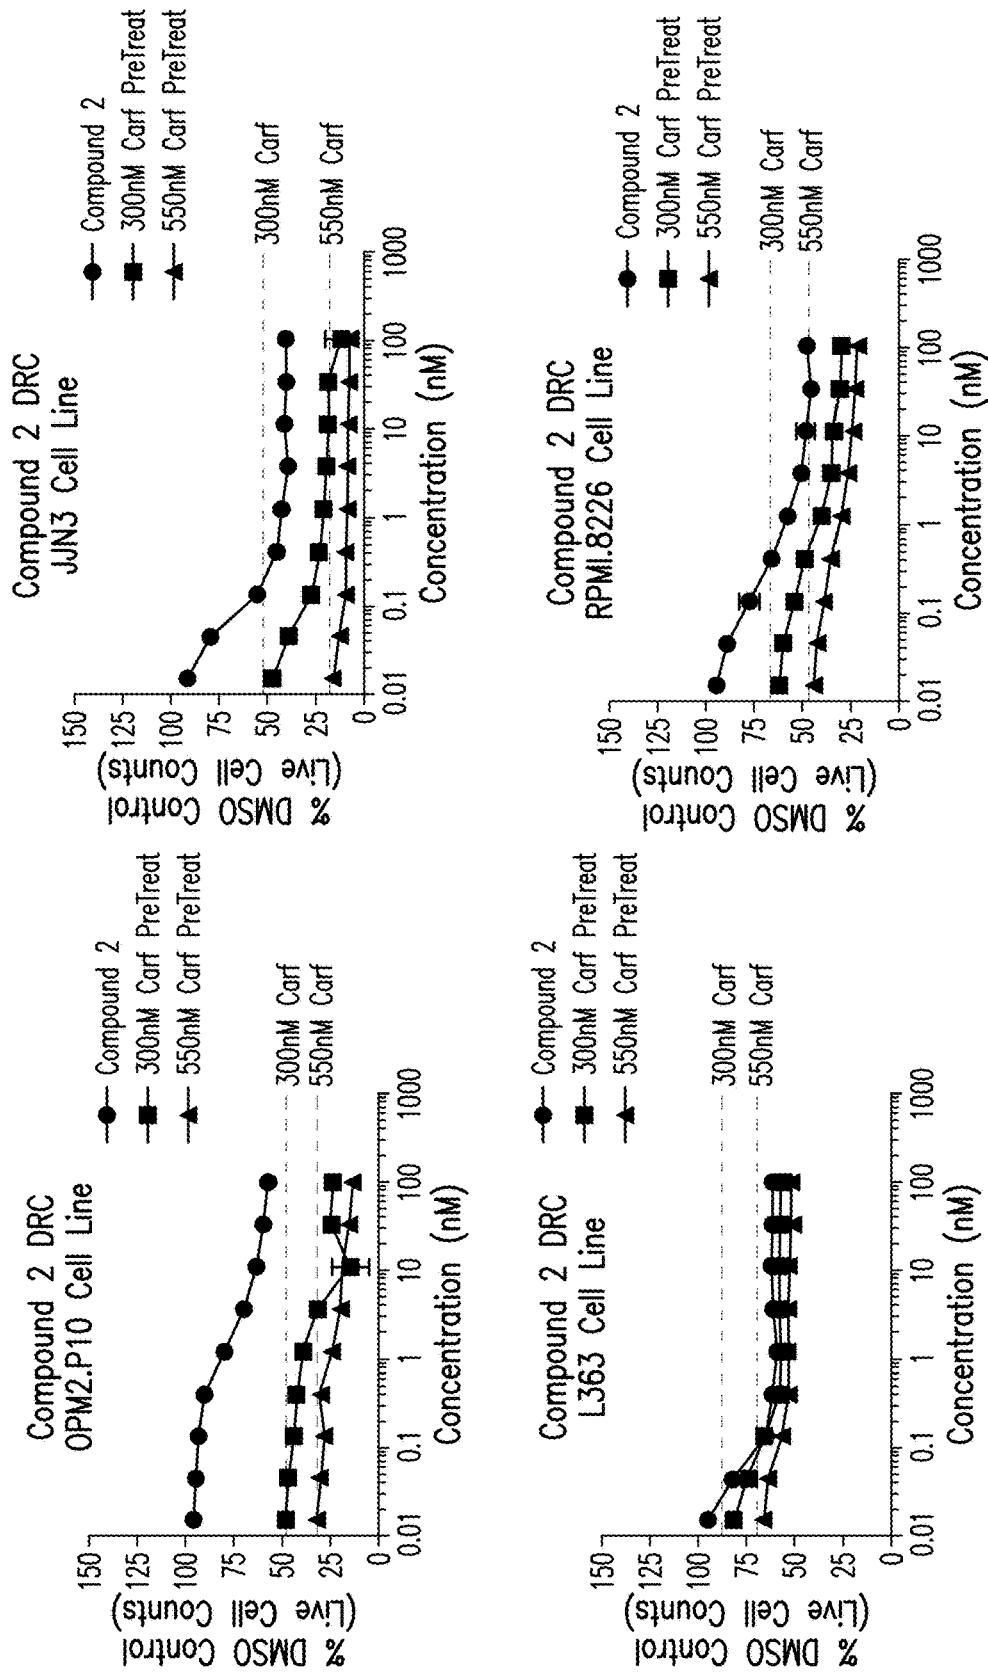 Compound 2 DRC
OPM2.P10 Cell Line
Compound 2
300nM Carf PreTreat
550nM Carf PreTreat
300nM Carf
550nM Carf
% DMSO Control
(Live Cell Counts)
150
100
75
50
25
0
0.01
0.1
1
10
100
1000
Concentration (nM)
Compound 2 DRC
JJN3 Cell Line
Compound 2
300nM Carf PreTreat
550nM Carf PreTreat
300nM Carf
550nM Carf
% DMSO Control
(Live Cell Counts)
150
100
75
50
25
0
0.01
0.1
1
10
100
1000
Concentration (nM)
Compound 2 DRC
L363 Cell Line
Compound 2
300nM Carf PreTreat
550nM Carf PreTreat
300nM Carf
550nM Carf
% DMSO Control
(Live Cell Counts)
150
100
75
50
25
0
0.01
0.1
1
10
100
1000
Concentration (nM)
Compound 2 DRC
RPMI.8226 Cell Line
Compound 2
300nM Carf PreTreat
550nM Carf PreTreat
300nM Carf
550nM Carf
% DMSO Control
(Live Cell Counts)
150
100
75
50
25
0
0.01
0.1
1
10
100
1000
Concentration (nM)